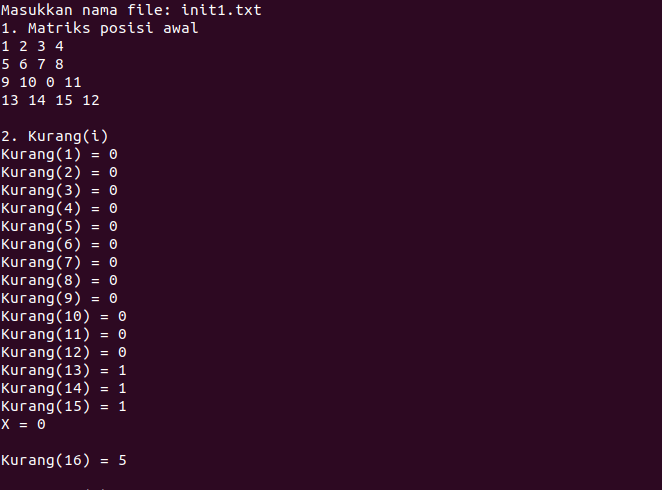 Masukkan nama file: init1.txt
1. Matriks posisi awal
1 2 3 4
5 6 7 8
9 10 0 11
13 14 15 12
2. Kurang(i)
Kurang(1) = 0
Kurang(2) = 0
Kurang(3) = 0
Kurang(4) = 0
Kurang(5) = 0
Kurang(6) = 0
Kurang(7) = 0
Kurang(8) = 0
Kurang(9) = 0
Kurang(10) = 0
Kurang(11) = 0
Kurang(12) = 0
Kurang(13) = 1
Kurang(14) = 1
Kurang(15) = 1
X = 0
Kurang(16) = 5